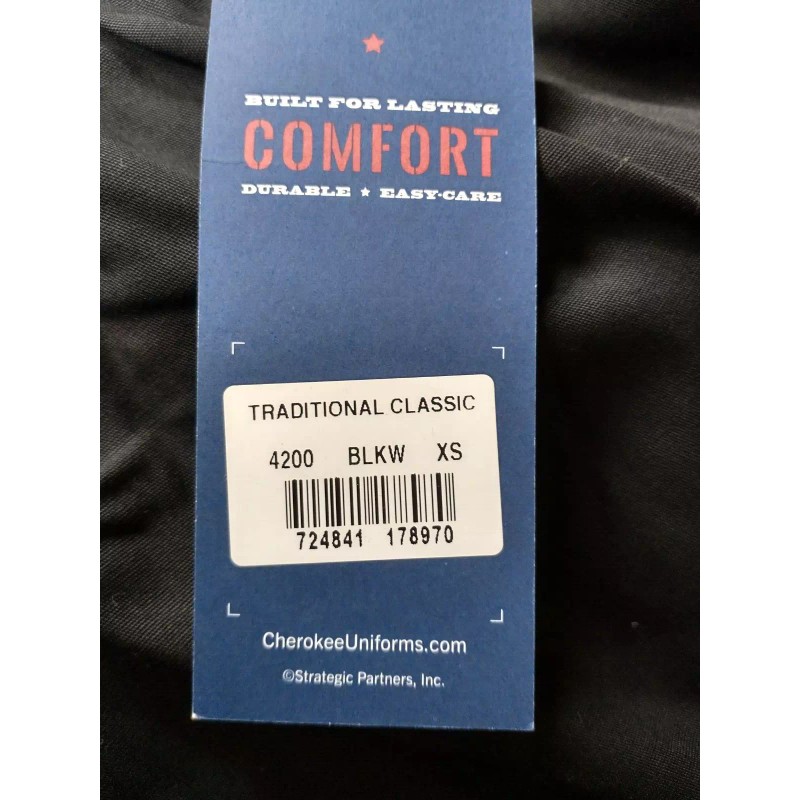 BUILT FOR LASTING
COMFORT
DURABLE ★ EASY-CARE
TRADITIONAL CLASSIC
4200 BLKW XS
724841 178970
CherokeeUniforms.com
©Strategic Partners, Inc.